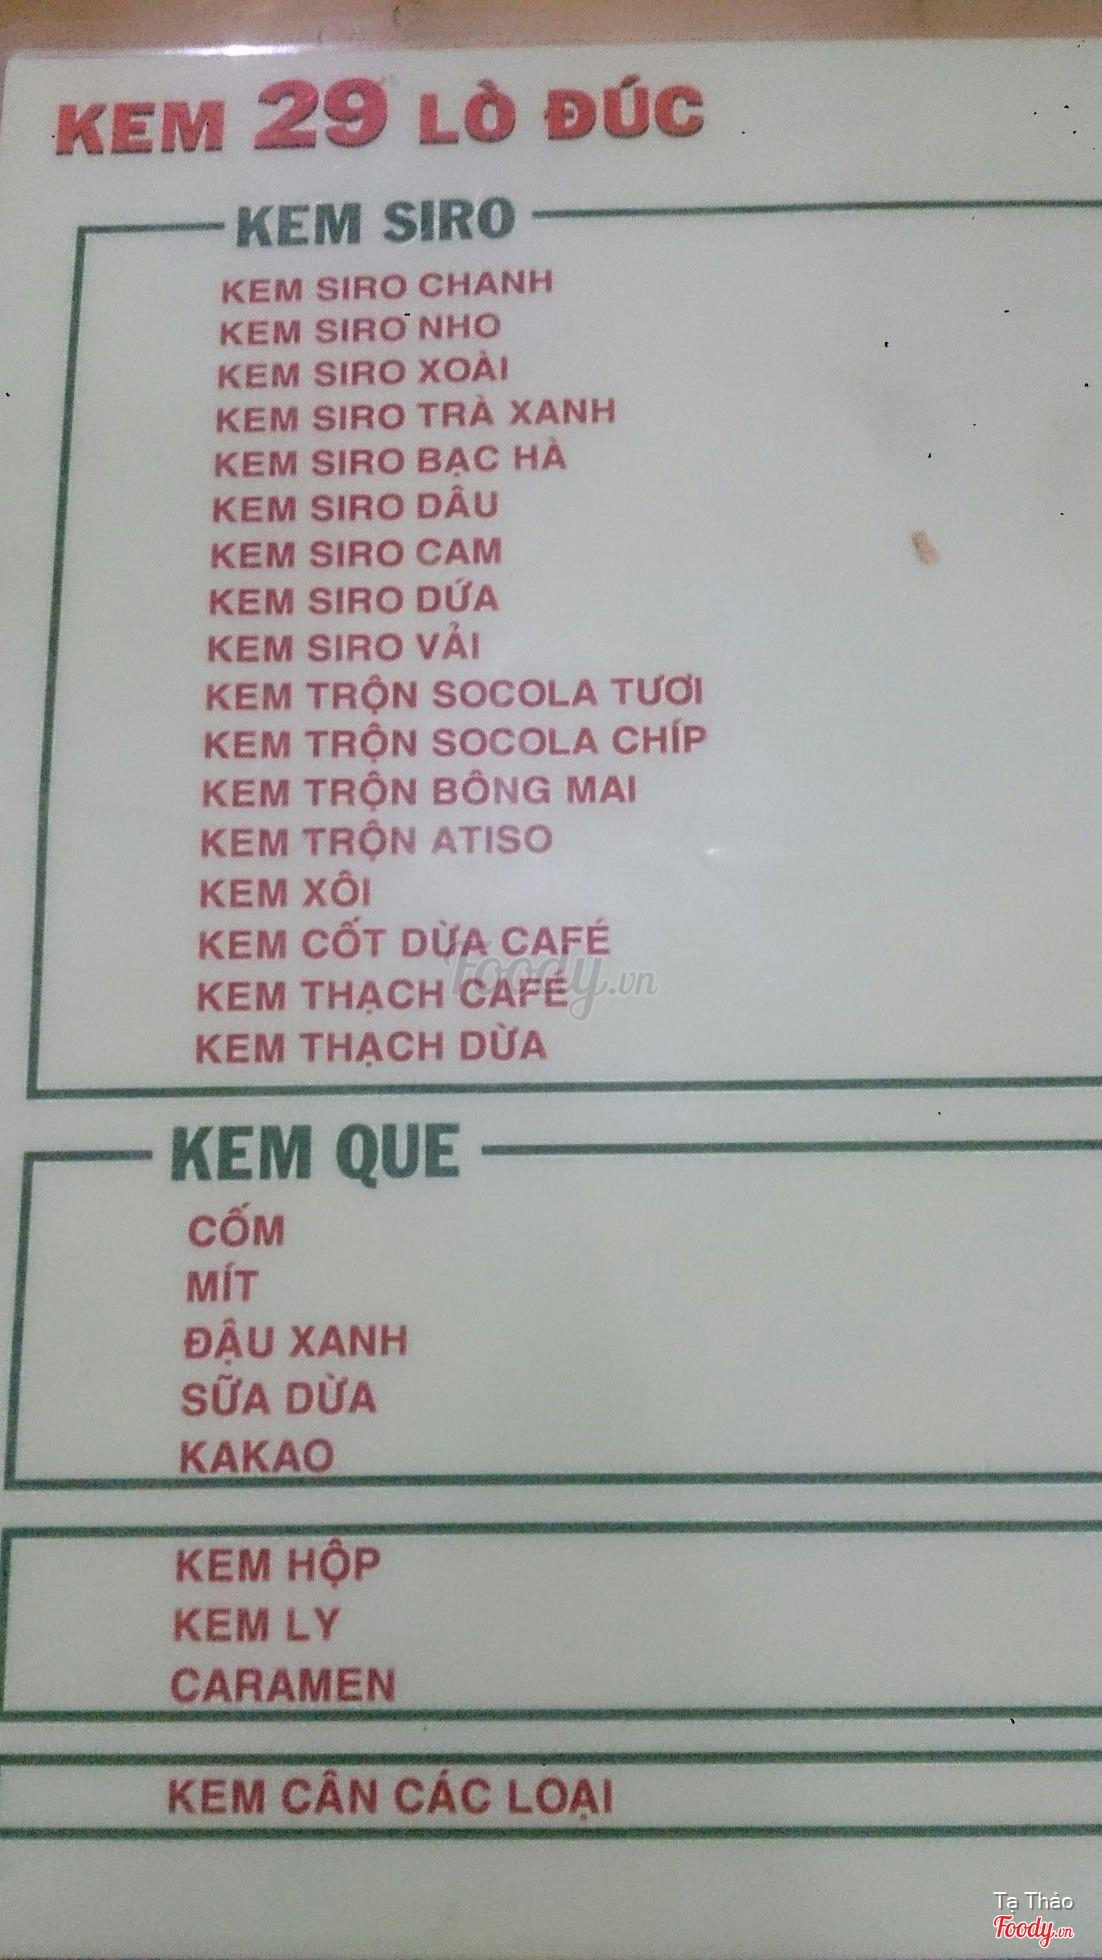 KEM 29 LÒ ĐÚC
KEM SIRO
KEM SIRO CHANH
KEM SIRO NHO
KEM SIRO XOÀI
KEM SIRO TRÀ XANH
KEM SIRO BẠC HÀ
KEM SIRO DÂU
KEM SIRO CAM
KEM SIRO DỨA
KEM SIRO VẢI
KEM TRỘN SOCOLA TƯƠI
KEM TRỘN SOCOLA CHÍP
KEM TRỘN BÔNG MAI
KEM TRỘN ATISO
KEM XÔI
KEM CỐT DỪA CAFÉ
Foody.vn
KEM THẠCH CAFÉ
KEM THẠCH DỪA
KEM QUE
CỐM
MÍT
ĐẬU XANH
SỮA DỪA
KAKAO
KEM HỘP
KEM LY
CARAMEN
KEM CÂN CÁC LOẠI
Tạ Thảo
Foody.vn